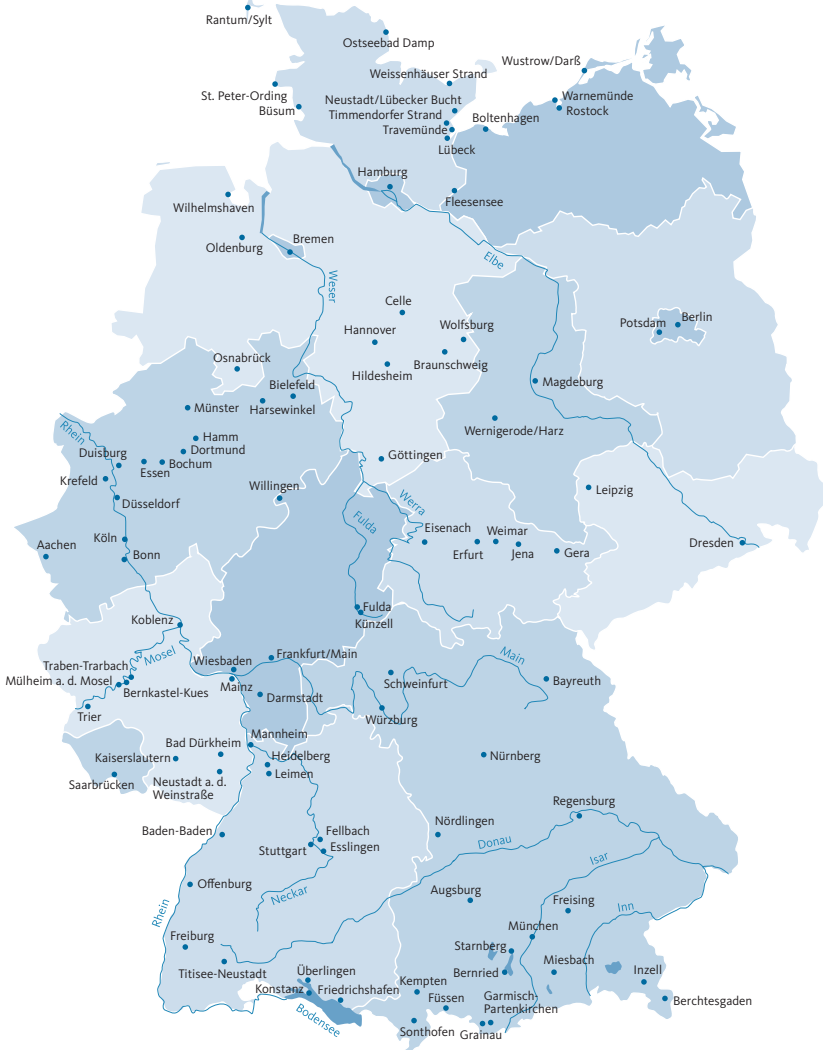 Rantum/Sylt
Ostseebad Damp
Wustrow/Darß
Weissenhäuser Strand
St. Peter-Ording
Neustadt/Lübecker Bucht
Warnemünde
Büsum
Timmendorfer Strand
Rostock
Boltenhagen
Travemünde
Lübeck
Hamburg
Fleesensee
Wilhelmshaven
Oldenburg
Bremen
Elbe
Weser
Celle
Hannover
Wolfsburg
Potsdam
Berlin
Osnabrück
Hildesheim
Braunschweig
Bielefeld
Magdeburg
Münster
Harsewinkel
Rhein
Wernigerode/Harz
Hamm
Dortmund
Duisburg
Göttingen
Bochum
Essen
Krefeld
Willingen
Leipzig
Düsseldorf
Werra
Fulda
Eisenach
Weimar
Köln
Aachen
Bonn
Erfurt
Jena
Gera
Dresden
Fulda
Koblenz
Künzell
Mosel
Frankfurt/Main
Main
Wiesbaden
Traben-Trarbach
Mülheim a. d. Mosel
Schweinfurt
Bayreuth
Mainz
Bernkastel-Kues
Darmstadt
Trier
Würzburg
Mannheim
Bad Dürkheim
Heidelberg
Kaiserslautern
Nürnberg
Leimen
Saarbrücken
Neustadt a. d.
Weinstraße
Regensburg
Baden-Baden
Fellbach
Nördlingen
Stuttgart
Esslingen
Donau
Isar
Offenburg
Neckar
Augsburg
Freising
Rhein
Inn
München
Freiburg
Starnberg
Titisee-Neustadt
Überlingen
Bernried
Miesbach
Inzell
Konstanz
Friedrichshafen
Kempten
Füssen
Garmisch-
Partenkirchen
Berchtesgaden
Bodensee
Sonthofen
Grainau